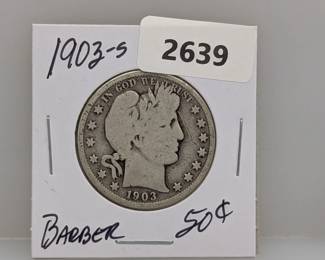 1903-S
2639
IN GOD WE TRUST
1903
BARBER 50¢